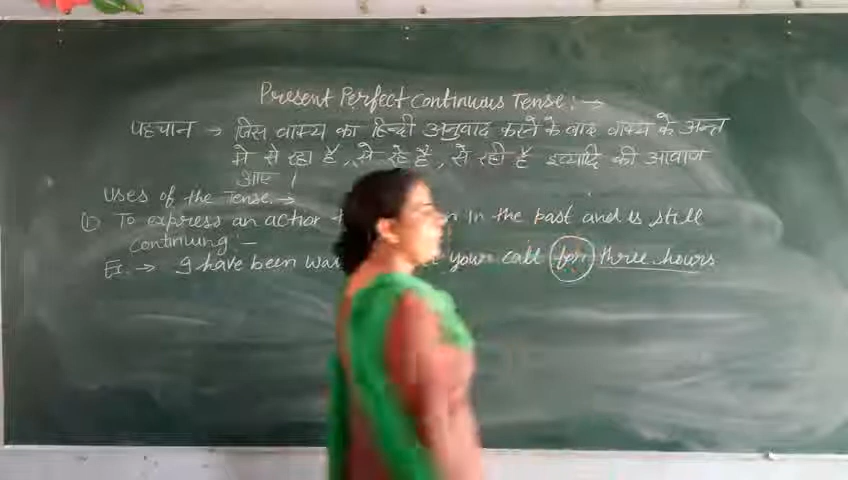 Present Perfect Continuous Tense : →
पहचान → जिस वाक्य का हिन्दी अनुवाद करने के बाद वाक्य के अन्त
मे से रहा है , से रहे है , से रही है इत्यादि की आवाज
आए ।
Uses of the Tense. →
(1) To express an action in the past and is still
continuing –
Ex. → I have been your call for three hours